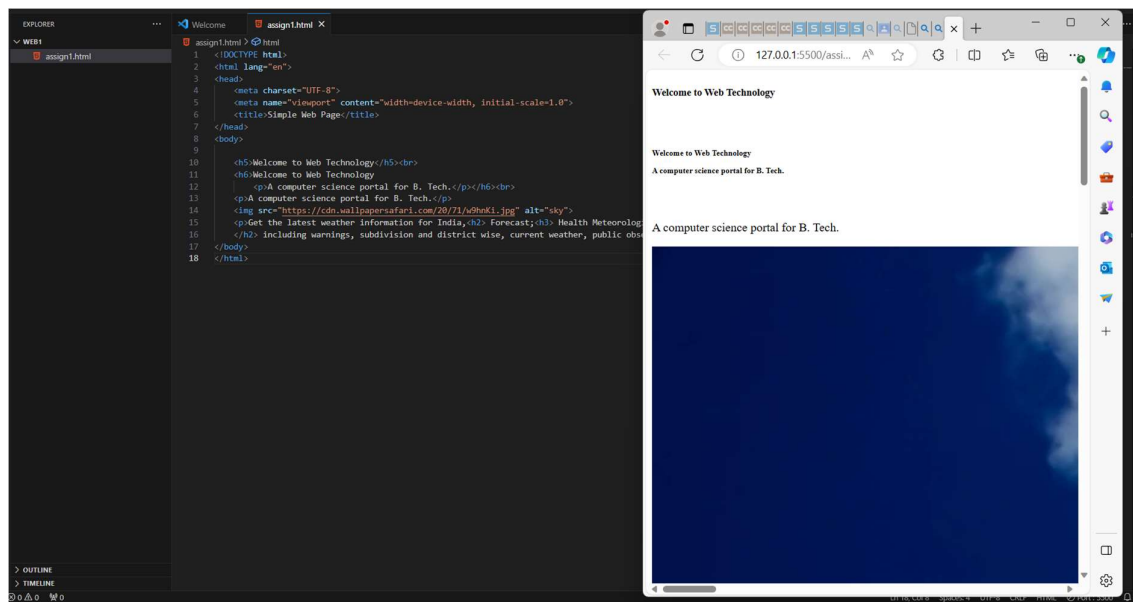 EXPLORER ...
WEB1
assign1.html
OUTLINE
TIMELINE
0 0 0
Welcome
assign1.html
assign1.html > html
1 <!DOCTYPE html>
2 <html lang="en">
3 <head>
4 <meta charset="UTF-8">
5 <meta name="viewport" content="width=device-width, initial-scale=1.0">
6 <title>Simple Web Page</title>
7 </head>
8 <body>
9
10 <h5>Welcome to Web Technology</h5><br>
11 <h6>Welcome to Web Technology
12 <p>A computer science portal for B. Tech.</p></h6><br>
13 <p>A computer science portal for B. Tech.</p>
14 <img src="https://cdn.wallpapersafari.com/20/71/w9hnKi.jpg" alt="sky">
15 <p>Get the latest weather information for India,<h2> Forecast;<h3> Health Meteorolog
16 </h2> including warnings, subdivision and district wise, current weather, public obse
17 </body>
18 </html>
127.0.0.1:5500/assi...
Welcome to Web Technology
Welcome to Web Technology
A computer science portal for B. Tech.
A computer science portal for B. Tech.